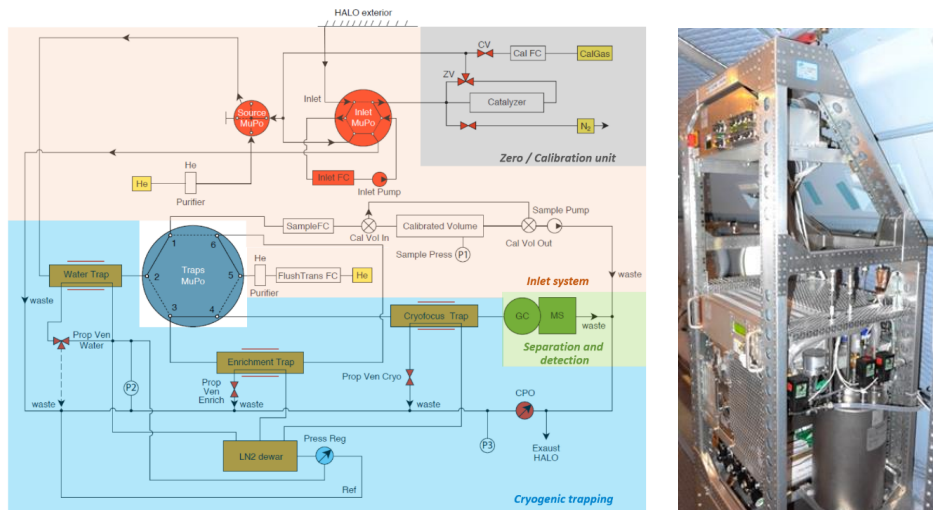 HALO exterior
CV
Cal FC
CalGas
ZV
Catalyzer
N₂
Zero / Calibration unit
Inlet
Source
MuPo
Inlet
MuPo
Inlet FC
Inlet Pump
He
He
Purifier
SampleFC
Cal Vol In
Calibrated Volume
Sample Pump
Cal Vol Out
Sample Press
P1
Inlet system
waste
Water Trap
Traps
MuPo
1
2
3
4
5
6
He
Purifier
FlushTrans FC
He
waste
Cryofocus Trap
GC
MS
waste
Separation and
detection
Prop Ven
Water
P2
Enrichment Trap
Prop
Ven
Enrich
Prop Ven Cryo
waste
waste
waste
CPO
P3
Exaust
HALO
LN2 dewar
Press Reg
Ref
Cryogenic trapping